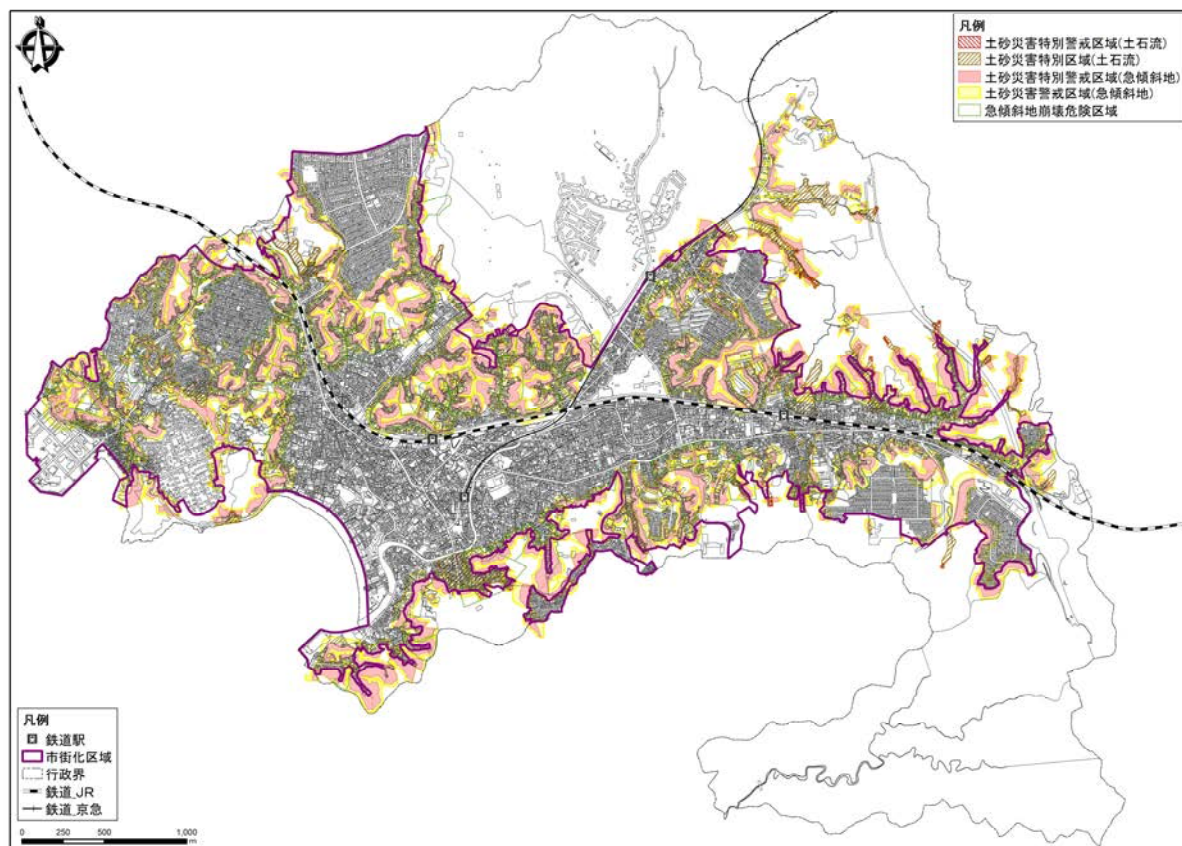 凡例
土砂災害特別警戒区域(土石流)
土砂災害特別区域(土石流)
土砂災害特別警戒区域(急傾斜地)
土砂災害警戒区域(急傾斜地)
急傾斜地崩壊危険区域
凡例
鉄道駅
市街化区域
行政界
鉄道_JR
鉄道_京急
0 250 500 1,000
m